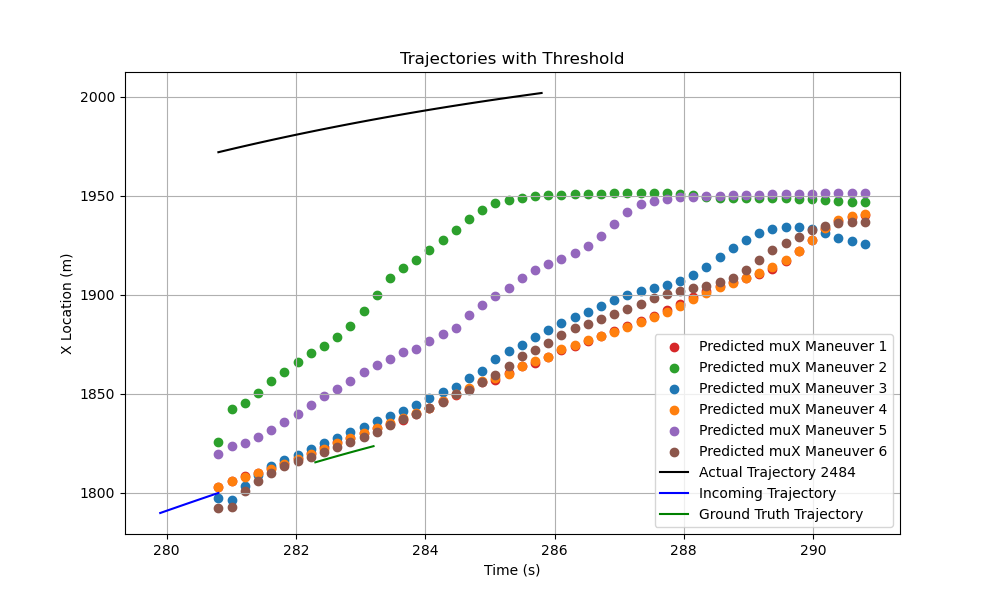 Trajectories with Threshold
X Location (m)
2000
1950
1900
1850
1800
280
282
284
286
288
290
Time (s)
Predicted muX Maneuver 1
Predicted muX Maneuver 2
Predicted muX Maneuver 3
Predicted muX Maneuver 4
Predicted muX Maneuver 5
Predicted muX Maneuver 6
Actual Trajectory 2484
Incoming Trajectory
Ground Truth Trajectory